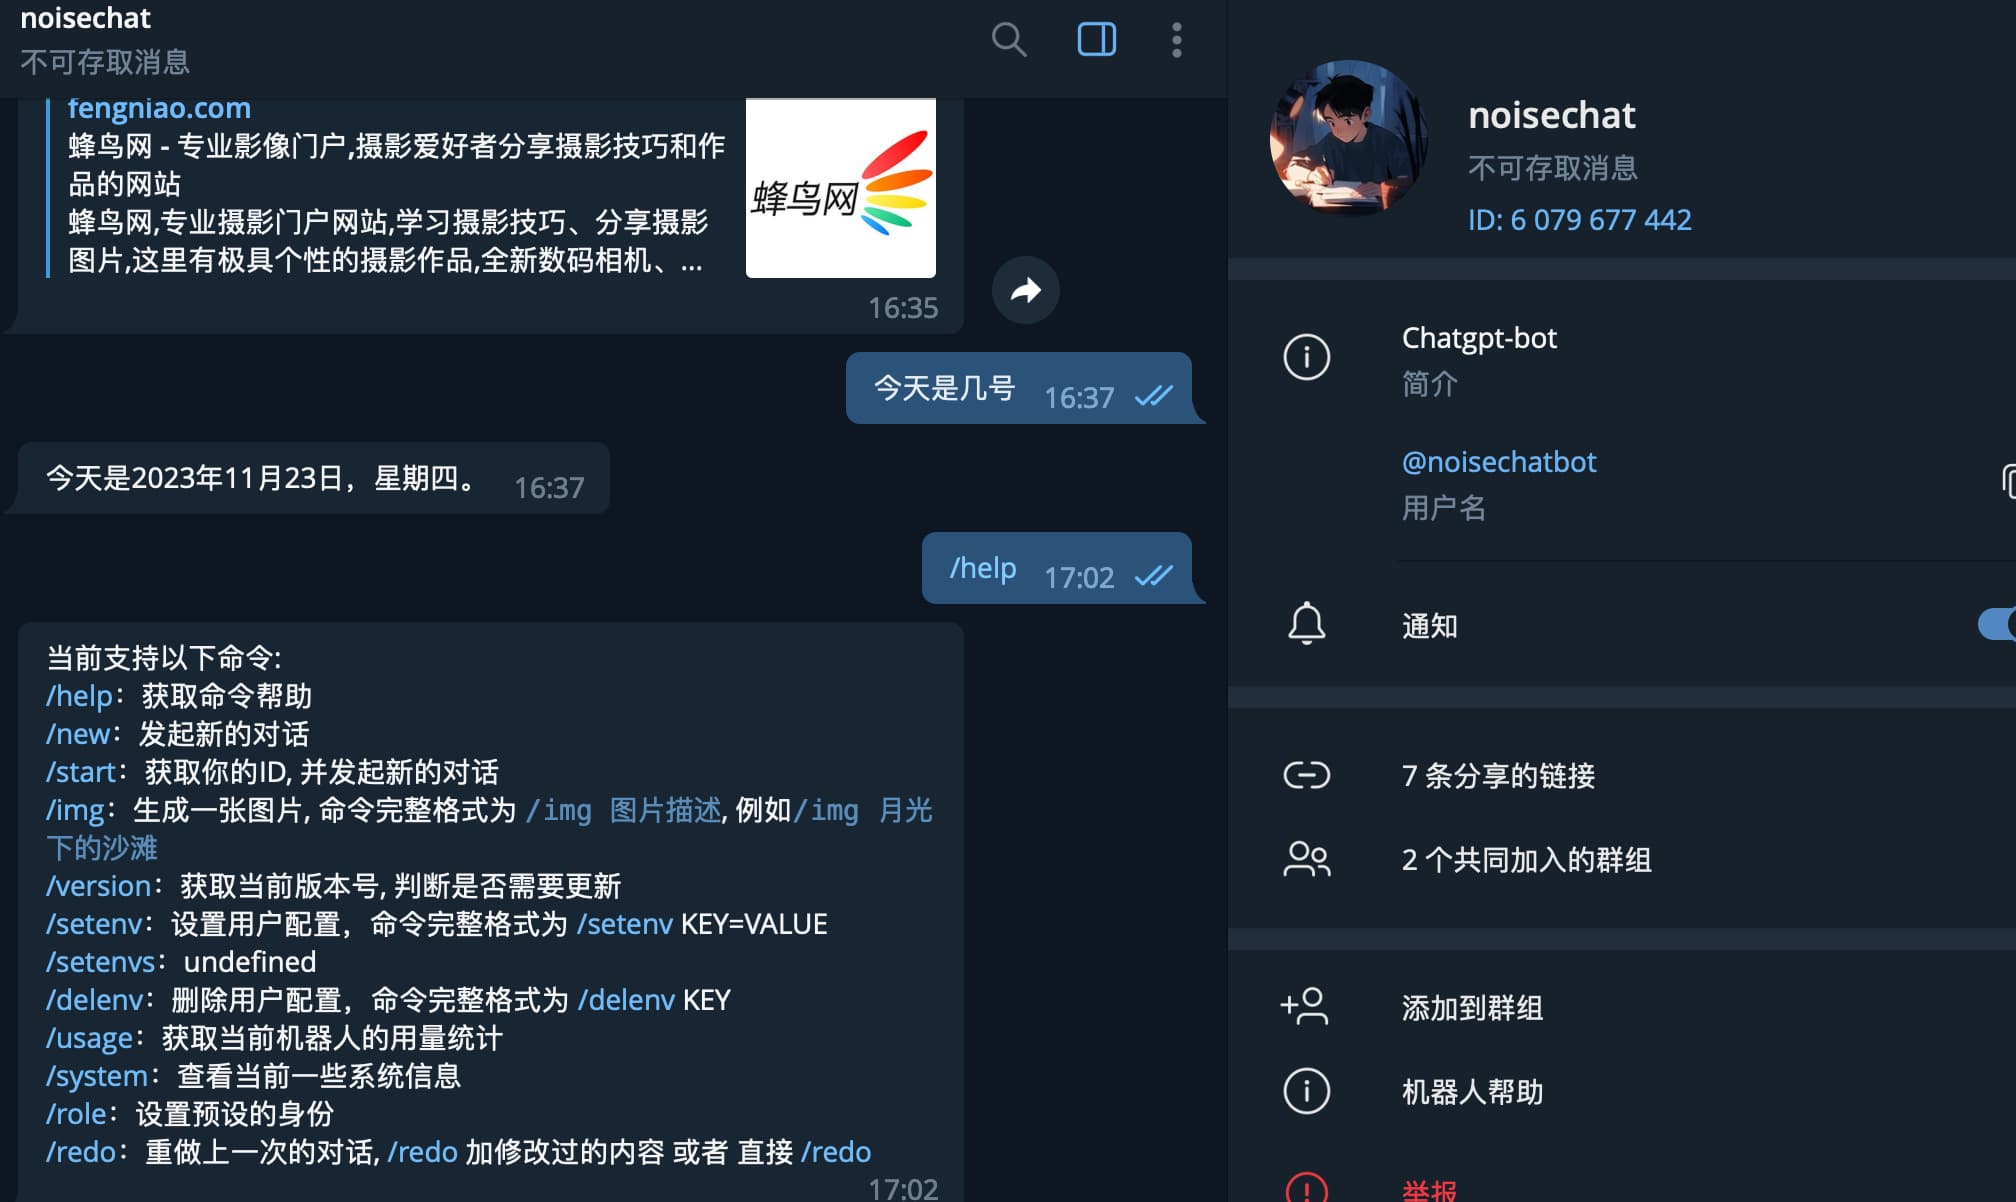 noisechat
不可存取消息
fengniao.com
蜂鸟网 - 专业影像门户,摄影爱好者分享摄影技巧和作
品的网站
蜂鸟网,专业摄影门户网站,学习摄影技巧、分享摄影
图片,这里有极具个性的摄影作品,全新数码相机、...
蜂鸟网
16:35
今天是几号 16:37
今天是2023年11月23日，星期四。 16:37
/help 17:02
当前支持以下命令:
/help：获取命令帮助
/new：发起新的对话
/start：获取你的ID, 并发起新的对话
/img：生成一张图片, 命令完整格式为 /img 图片描述, 例如/img 月光
下的沙滩
/version：获取当前版本号, 判断是否需要更新
/setenv：设置用户配置，命令完整格式为 /setenv KEY=VALUE
/setenvs：undefined
/delenv：删除用户配置，命令完整格式为 /delenv KEY
/usage：获取当前机器人的用量统计
/system：查看当前一些系统信息
/role：设置预设的身份
/redo：重做上一次的对话, /redo 加修改过的内容 或者 直接 /redo
17:02
noisechat
不可存取消息
ID: 6 079 677 442
Chatgpt-bot
简介
@noisechatbot
用户名
通知
7 条分享的链接
2 个共同加入的群组
添加到群组
机器人帮助
举报